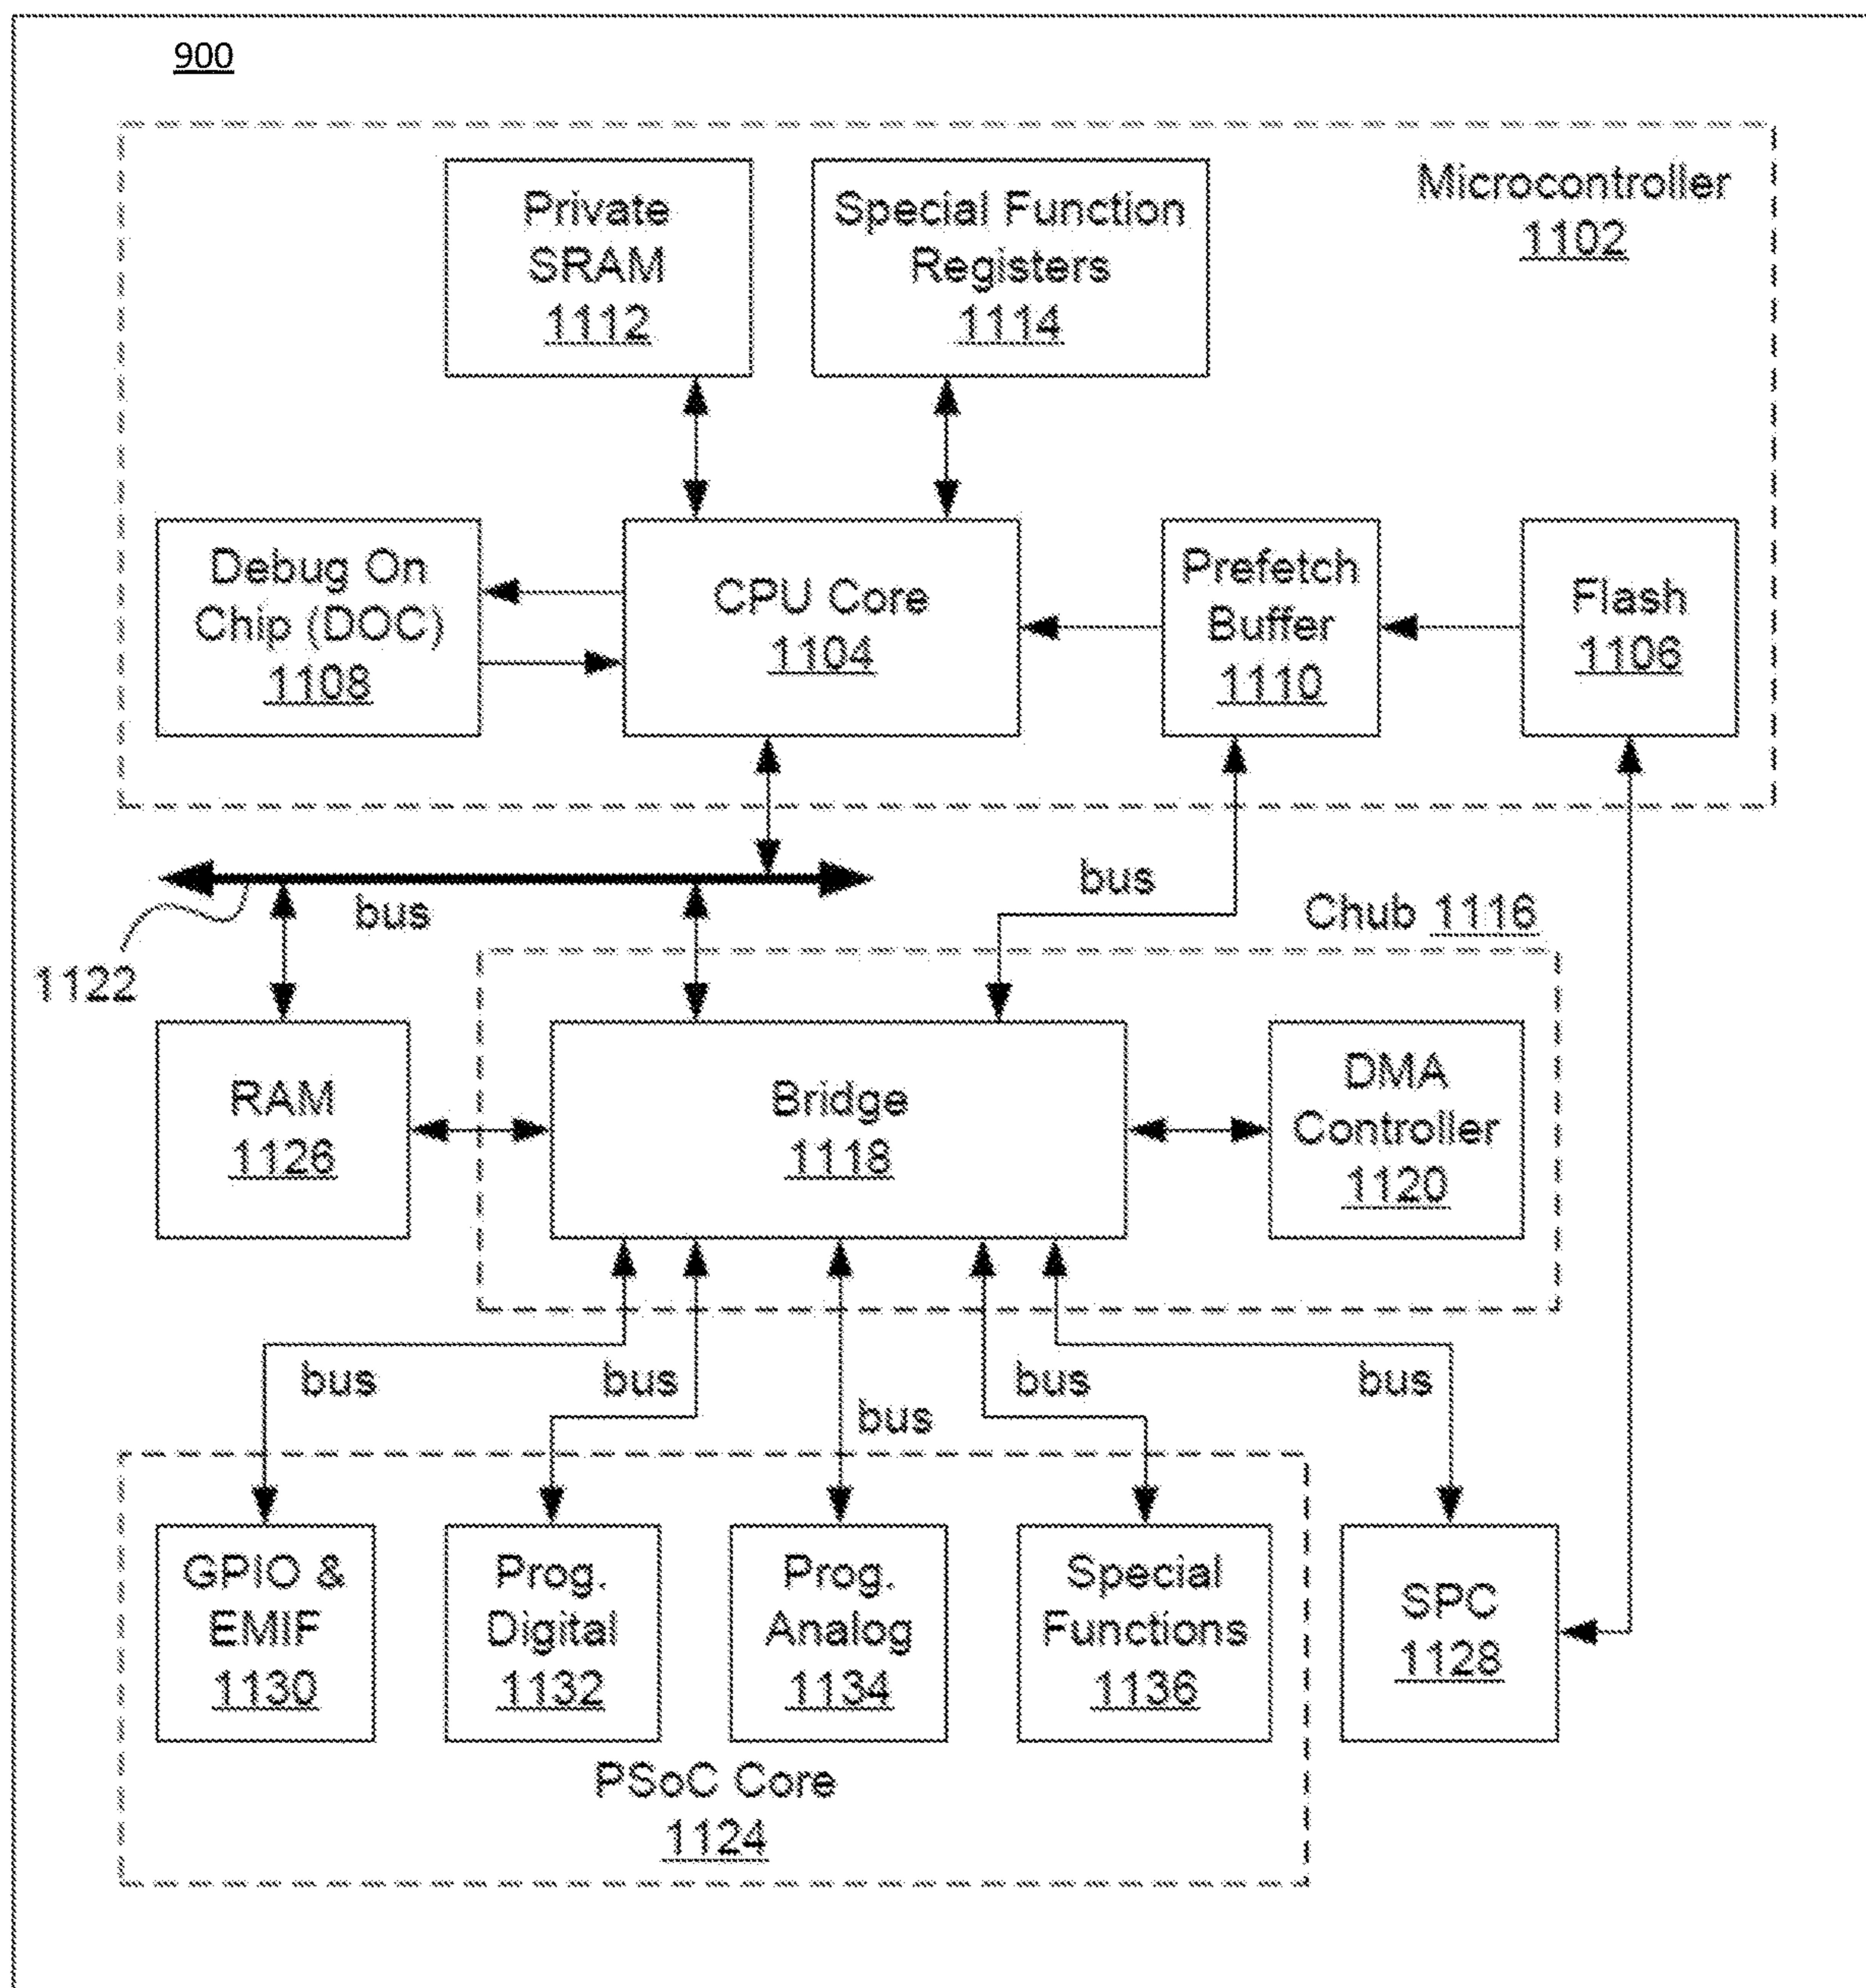 900
Microcontroller
1102
Private
SRAM
1112
Special Function
Registers
1114
Debug On
Chip (DOC)
1108
CPU Core
1104
Prefetch
Buffer
1110
Flash
1106
bus
bus
1122
Chub 1116
RAM
1126
Bridge
1118
DMA
Controller
1120
bus
bus
bus
bus
bus
GPIO &
EMIF
1130
Prog.
Digital
1132
Prog.
Analog
1134
Special
Functions
1136
SPC
1128
PSoC Core
1124